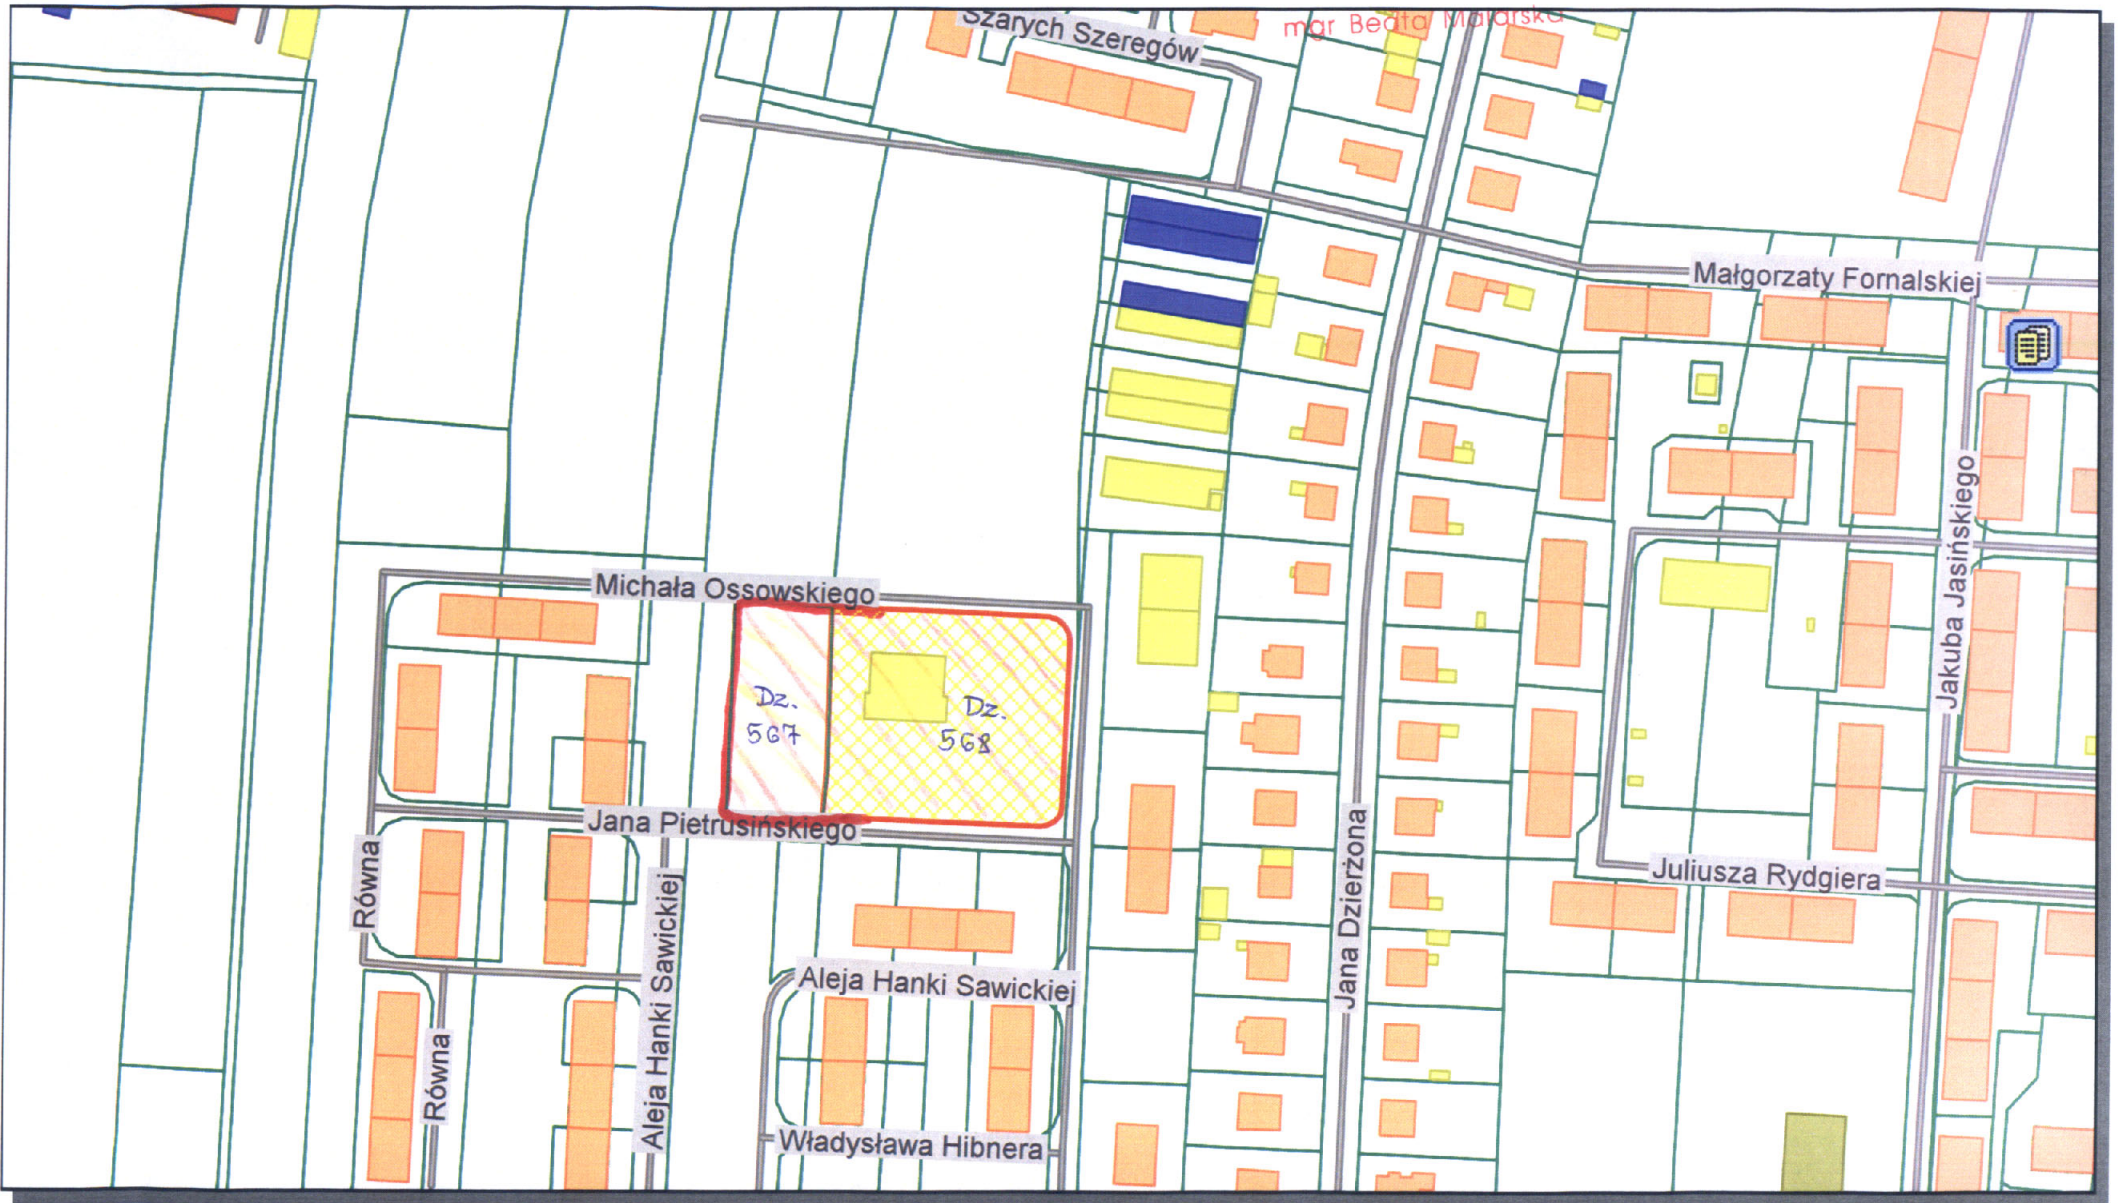 Szarych Szeregów
mgr Beata Malarska
Małgorzaty Fornalskiej
Jakuba Jasińskiego
Michała Ossowskiego
Dz.
567
Dz.
568
Jana Pietrusińskiego
Równa
Aleja Hanki Sawickiej
Jana Dzierżona
Juliusza Rydgiera
Aleja Hanki Sawickiej
Równa
Władysława Hibnera